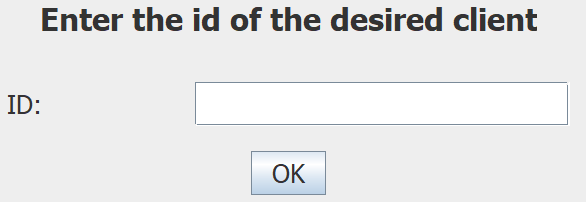 Enter the id of the desired client
ID:
OK